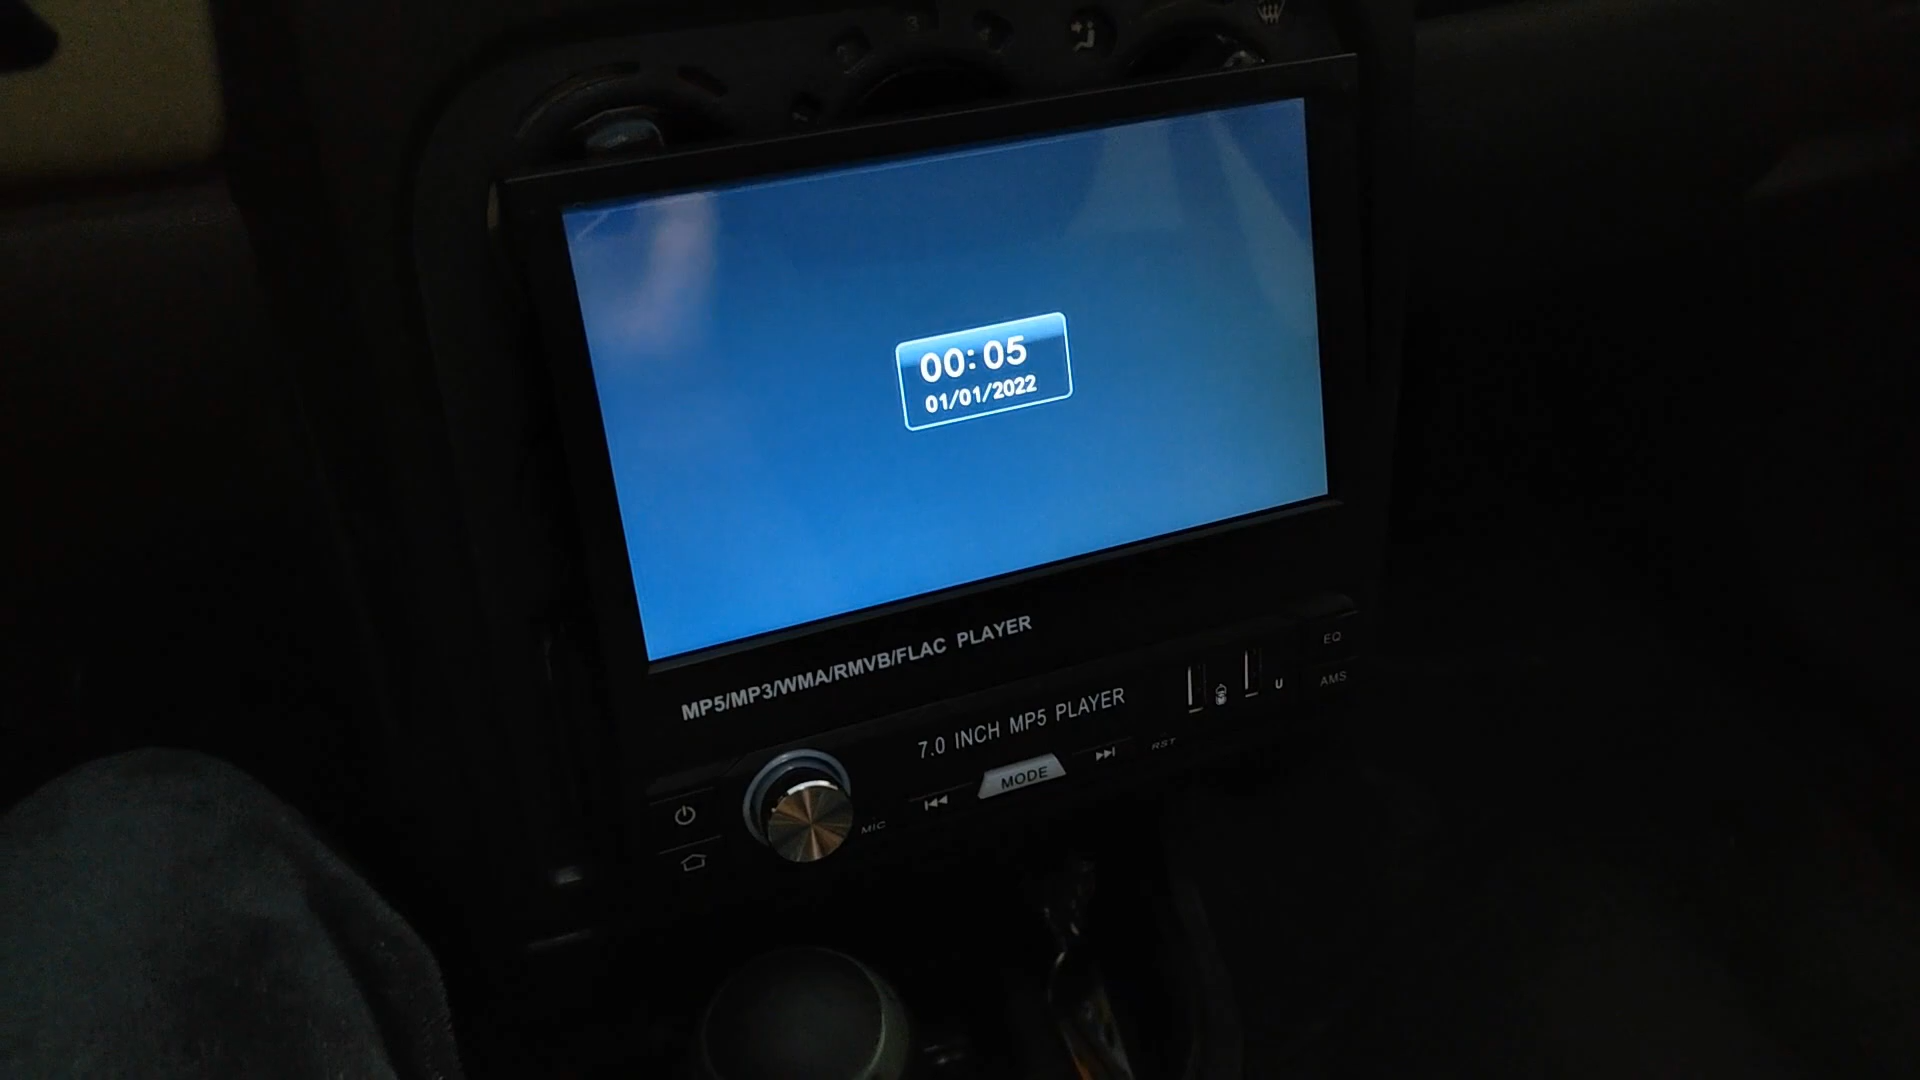 3
00:05
01/01/2022
MP5/MP3/WMA/RMVB/FLAC PLAYER
7.0 INCH MP5 PLAYER
EQ
AMS
U
RST
MODE
MIC